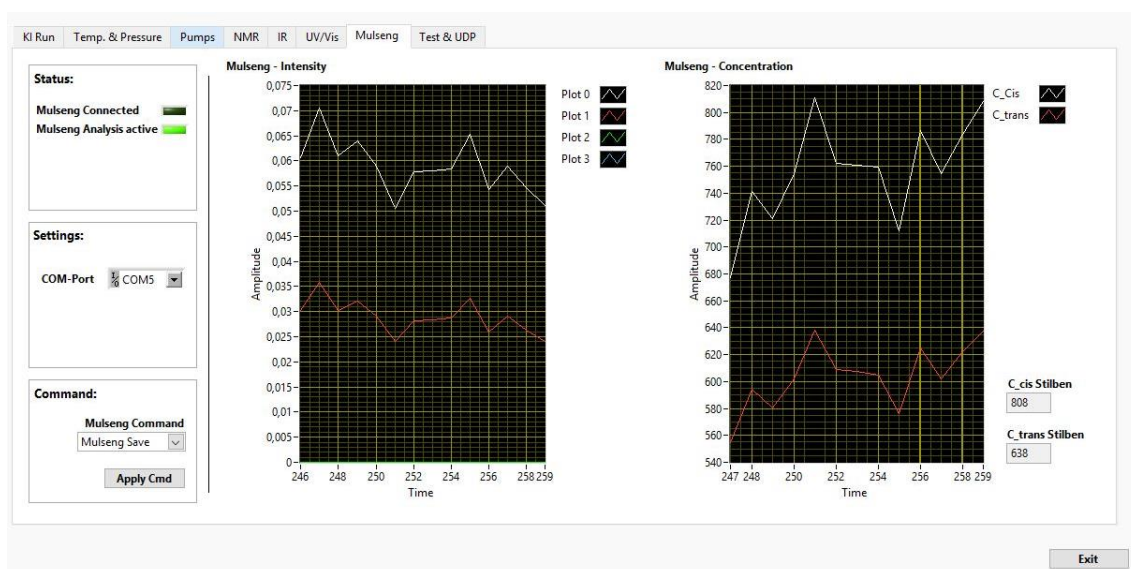 KI Run Temp. & Pressure Pumps NMR IR UV/Vis Mulseng Test & UDP
Status:
Mulseng Connected
Mulseng Analysis active
Settings:
COM-Port I/O COM5
Command:
Mulseng Command
Mulseng Save
Apply Cmd
Mulseng - Intensity
Plot 0
Plot 1
Plot 2
Plot 3
Amplitude
0,075
0,07
0,065
0,06
0,055
0,05
0,045
0,04
0,035
0,03
0,025
0,02
0,015
0,01
0,005
0
246 248 250 252 254 256 258 259
Time
Mulseng - Concentration
C_Cis
C_trans
Amplitude
820
800
780
760
740
720
700
680
660
640
620
600
580
560
540
247 248 250 252 254 256 258 259
Time
C_cis Stilben
808
C_trans Stilben
638
Exit